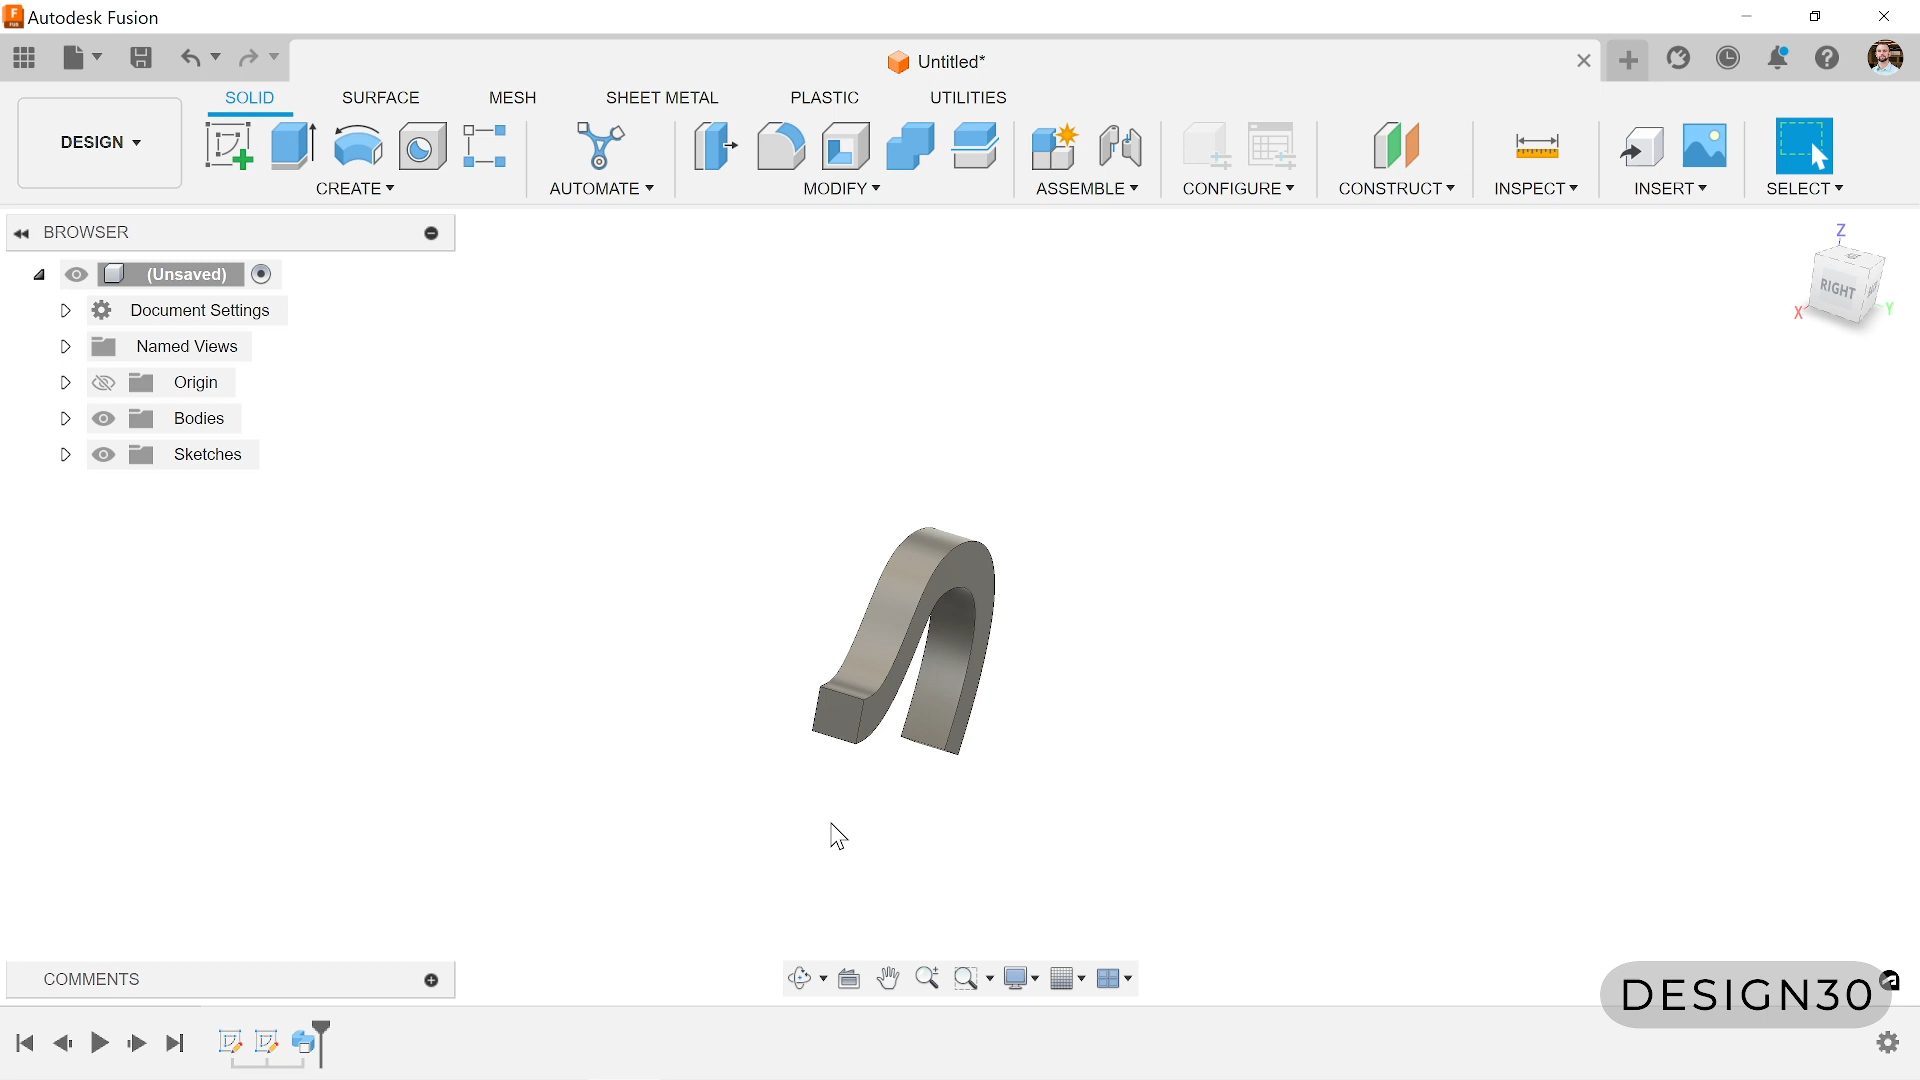 Autodesk Fusion
Untitled*
SOLID SURFACE MESH SHEET METAL PLASTIC UTILITIES
DESIGN
CREATE AUTOMATE MODIFY ASSEMBLE CONFIGURE CONSTRUCT INSPECT INSERT SELECT
BROWSER
(Unsaved)
Document Settings
Named Views
Origin
Bodies
Sketches
Z
RIGHT
X
Y
COMMENTS
DESIGN30